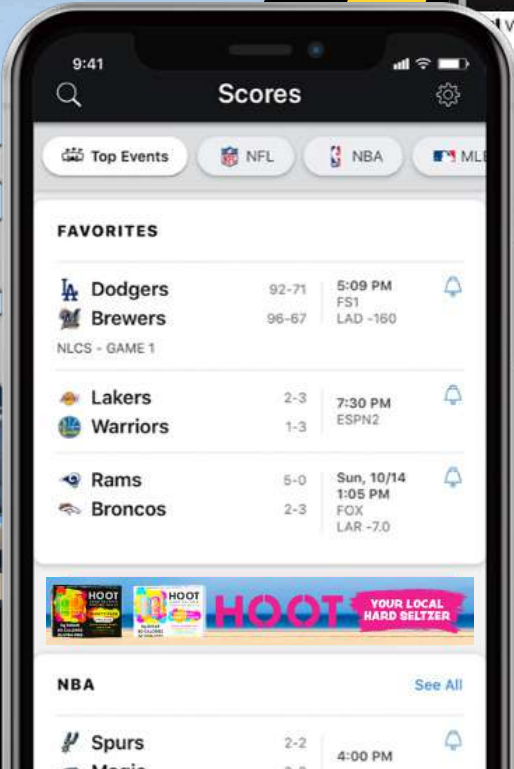 9:41
Scores
Top Events
NFL
NBA
MLB
FAVORITES
Dodgers 92-71 5:09 PM
FS1
Brewers 96-67 LAD -160
NLCS - GAME 1
Lakers 2-3 7:30 PM
Warriors 1-3 ESPN2
Rams 5-0 Sun, 10/14
1:05 PM
Broncos 2-3 FOX
LAR -7.0
HOOT
HOOT
HOOT
YOUR LOCAL
HARD SELTZER
NBA See All
Spurs 2-2 4:00 PM
Magic